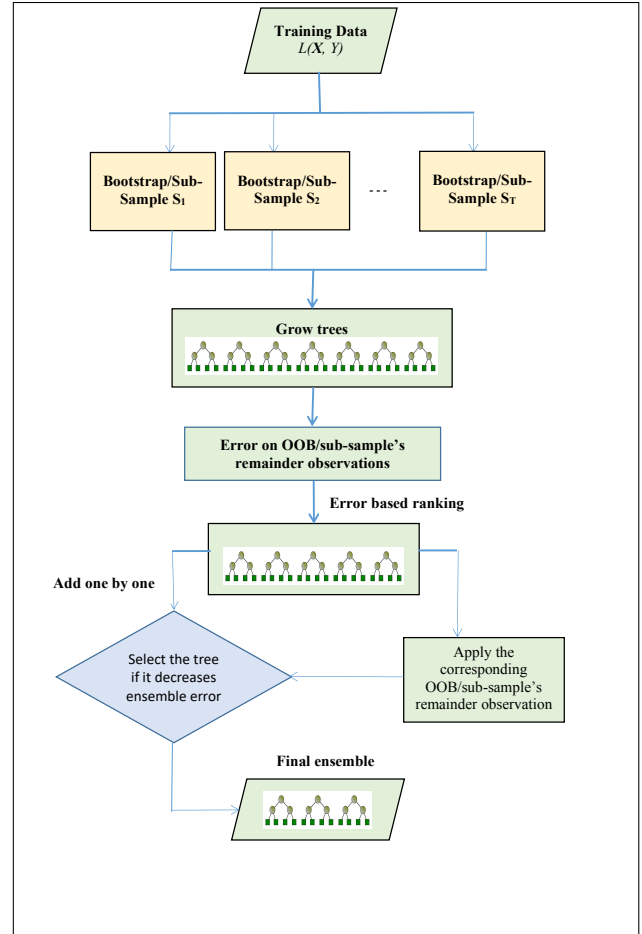 Training Data
L(X, Y)
Bootstrap/Sub-
Sample S1
Bootstrap/Sub-
Sample S2
- - -
Bootstrap/Sub-
Sample ST
Grow trees
Error on OOB/sub-sample's
remainder observations
Error based ranking
Add one by one
Select the tree
if it decreases
ensemble error
Apply the
corresponding
OOB/sub-sample's
remainder observation
Final ensemble